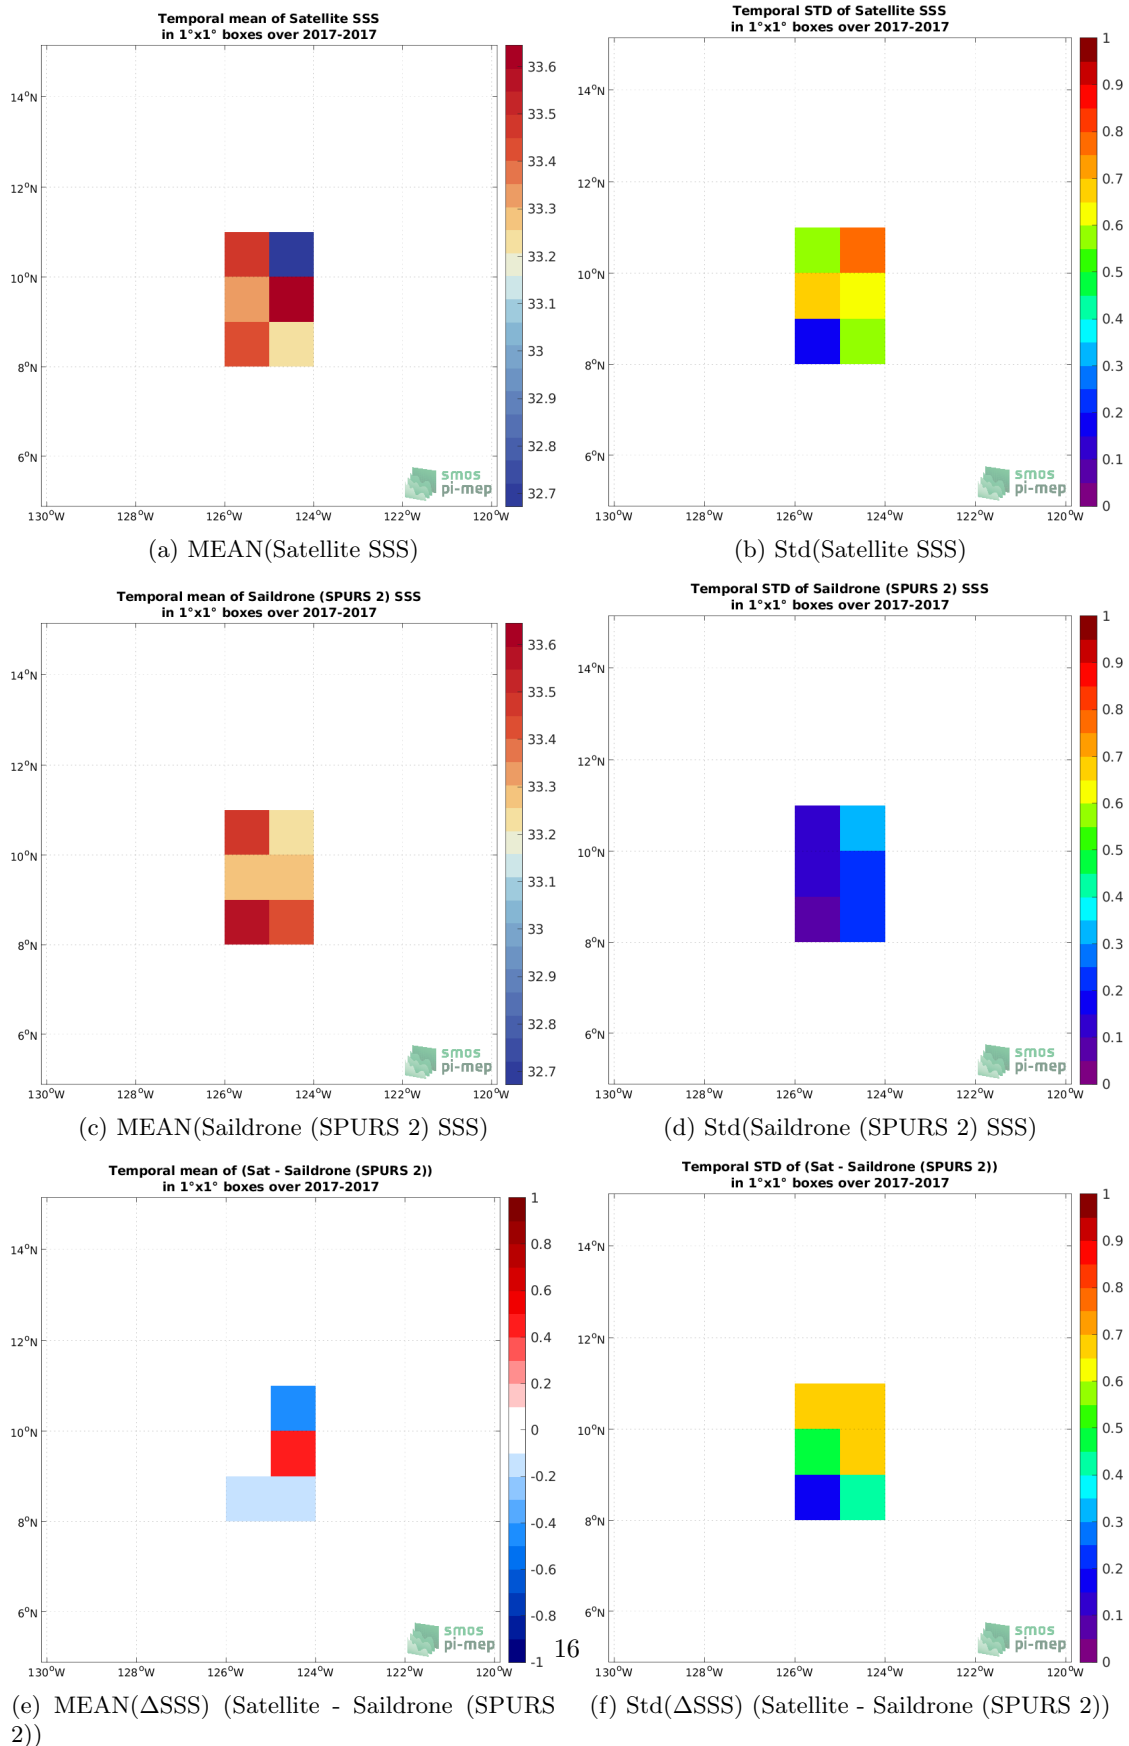 Temporal mean of Satellite SSS
in 1°x1° boxes over 2017-2017
14°N
12°N
10°N
8°N
6°N
130°W
128°W
126°W
124°W
122°W
120°W
33.6
33.5
33.4
33.3
33.2
33.1
33
32.9
32.8
32.7
smos
pi-mep
(a) MEAN(Satellite SSS)
Temporal STD of Satellite SSS
in 1°x1° boxes over 2017-2017
14°N
12°N
10°N
8°N
6°N
130°W
128°W
126°W
124°W
122°W
120°W
1
0.9
0.8
0.7
0.6
0.5
0.4
0.3
0.2
0.1
0
smos
pi-mep
(b) Std(Satellite SSS)
Temporal mean of Saildrone (SPURS 2) SSS
in 1°x1° boxes over 2017-2017
14°N
12°N
10°N
8°N
6°N
130°W
128°W
126°W
124°W
122°W
120°W
33.6
33.5
33.4
33.3
33.2
33.1
33
32.9
32.8
32.7
smos
pi-mep
(c) MEAN(Saildrone (SPURS 2) SSS)
Temporal STD of Saildrone (SPURS 2) SSS
in 1°x1° boxes over 2017-2017
14°N
12°N
10°N
8°N
6°N
130°W
128°W
126°W
124°W
122°W
120°W
1
0.9
0.8
0.7
0.6
0.5
0.4
0.3
0.2
0.1
0
smos
pi-mep
(d) Std(Saildrone (SPURS 2) SSS)
Temporal mean of (Sat - Saildrone (SPURS 2))
in 1°x1° boxes over 2017-2017
14°N
12°N
10°N
8°N
6°N
130°W
128°W
126°W
124°W
122°W
120°W
1
0.8
0.6
0.4
0.2
0
-0.2
-0.4
-0.6
-0.8
-1
smos
pi-mep
(e) MEAN(ΔSSS) (Satellite - Saildrone (SPURS
2))
Temporal STD of (Sat - Saildrone (SPURS 2))
in 1°x1° boxes over 2017-2017
14°N
12°N
10°N
8°N
6°N
130°W
128°W
126°W
124°W
122°W
120°W
1
0.9
0.8
0.7
0.6
0.5
0.4
0.3
0.2
0.1
0
smos
pi-mep
(f) Std(ΔSSS) (Satellite - Saildrone (SPURS 2))
16